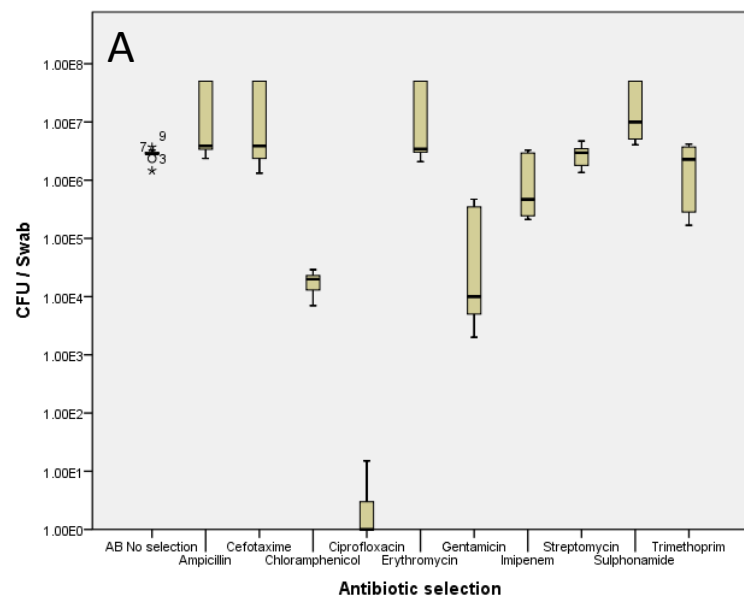 A
1.00E8
1.00E7
1.00E6
1.00E5
1.00E4
1.00E3
1.00E2
1.00E1
1.00E0
CFU / Swab
7 9
3
AB No selection Cefotaxime Ciprofloxacin Gentamicin Streptomycin Trimethoprim
Ampicillin Chloramphenicol Erythromycin Imipenem Sulphonamide
Antibiotic selection